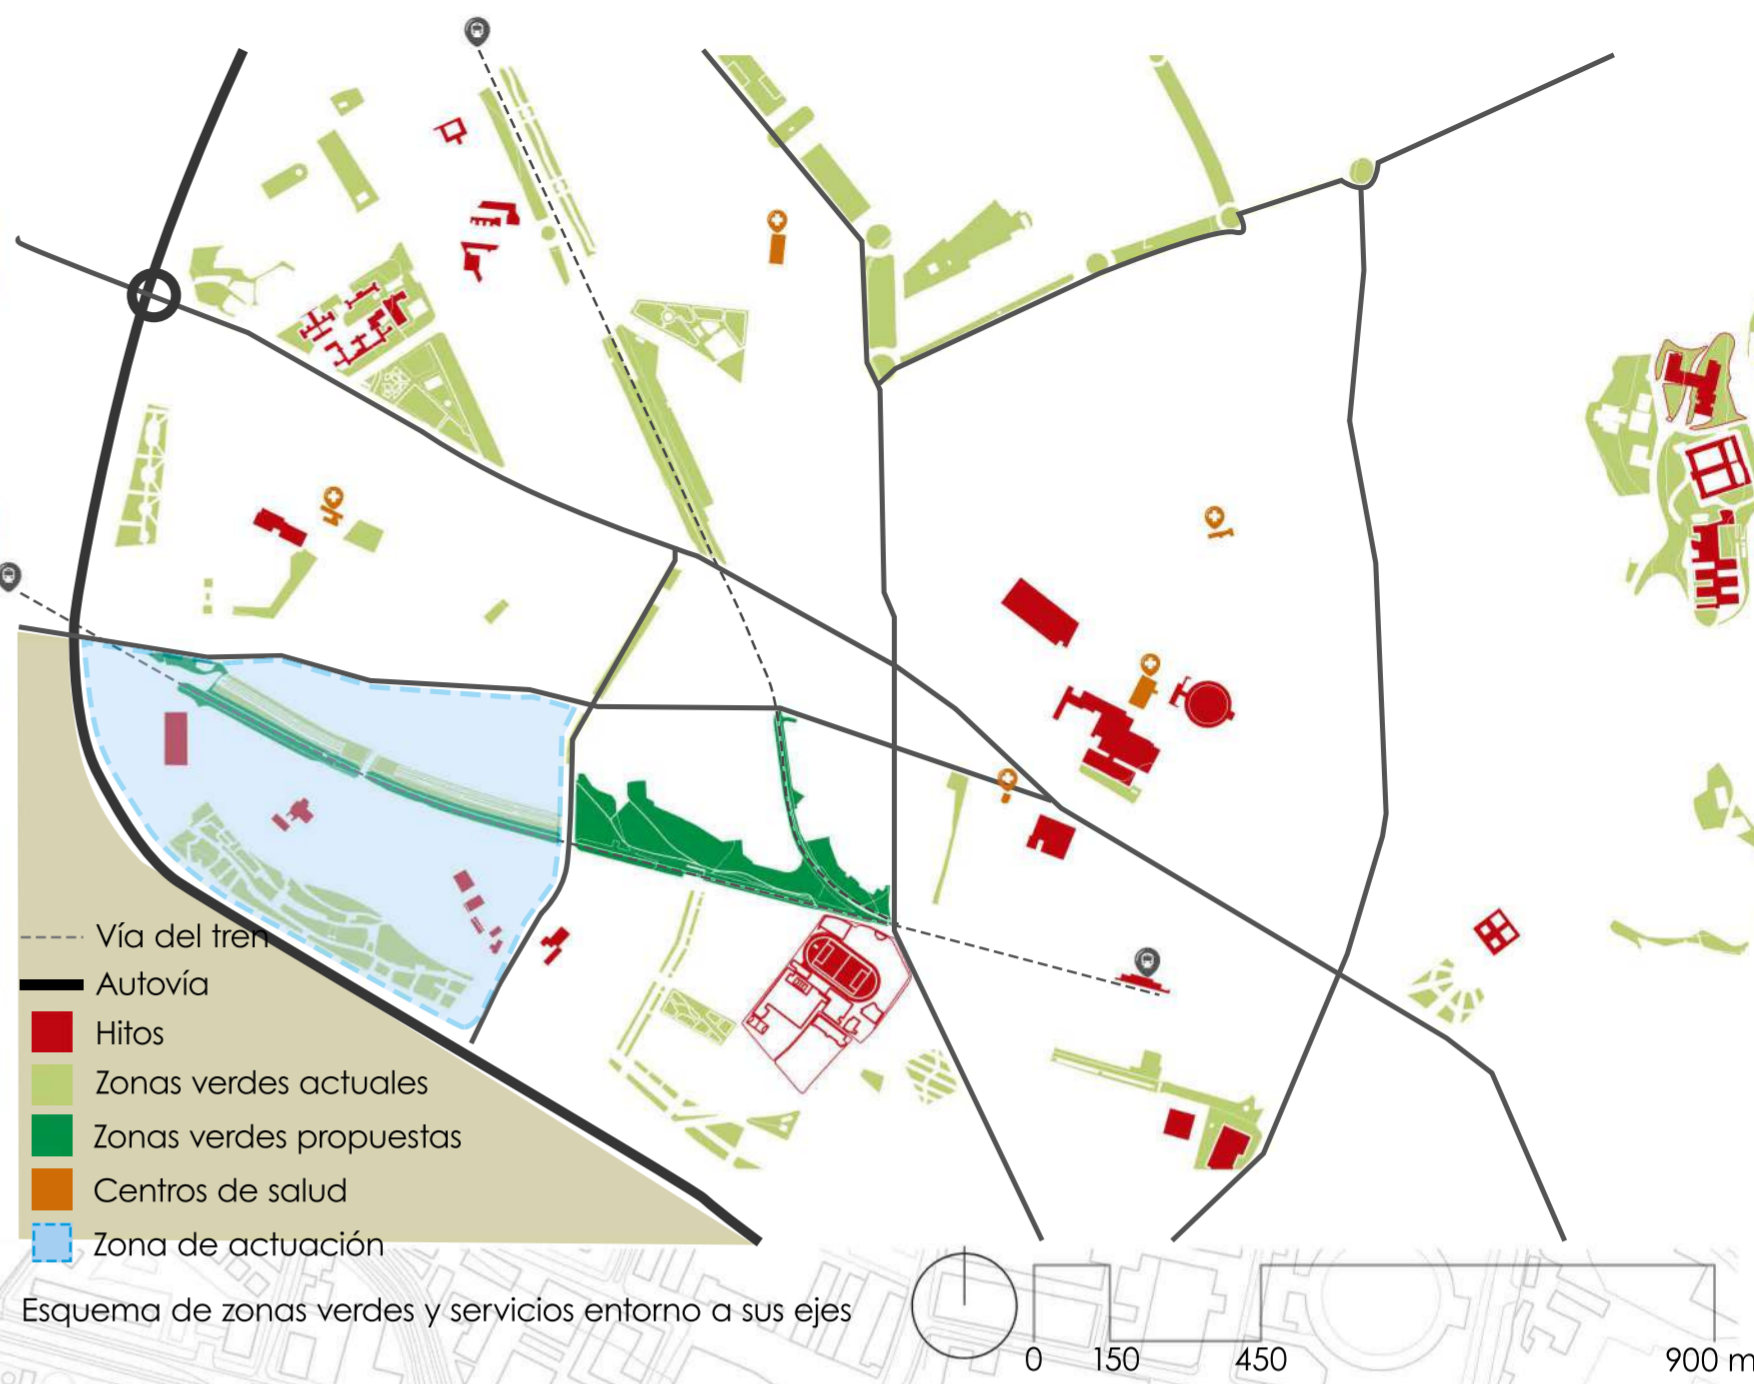 Vía del tren
Autovía
Hitos
Zonas verdes actuales
Zonas verdes propuestas
Centros de salud
Zona de actuación
Esquema de zonas verdes y servicios entorno a sus ejes
0 150 450 900 m